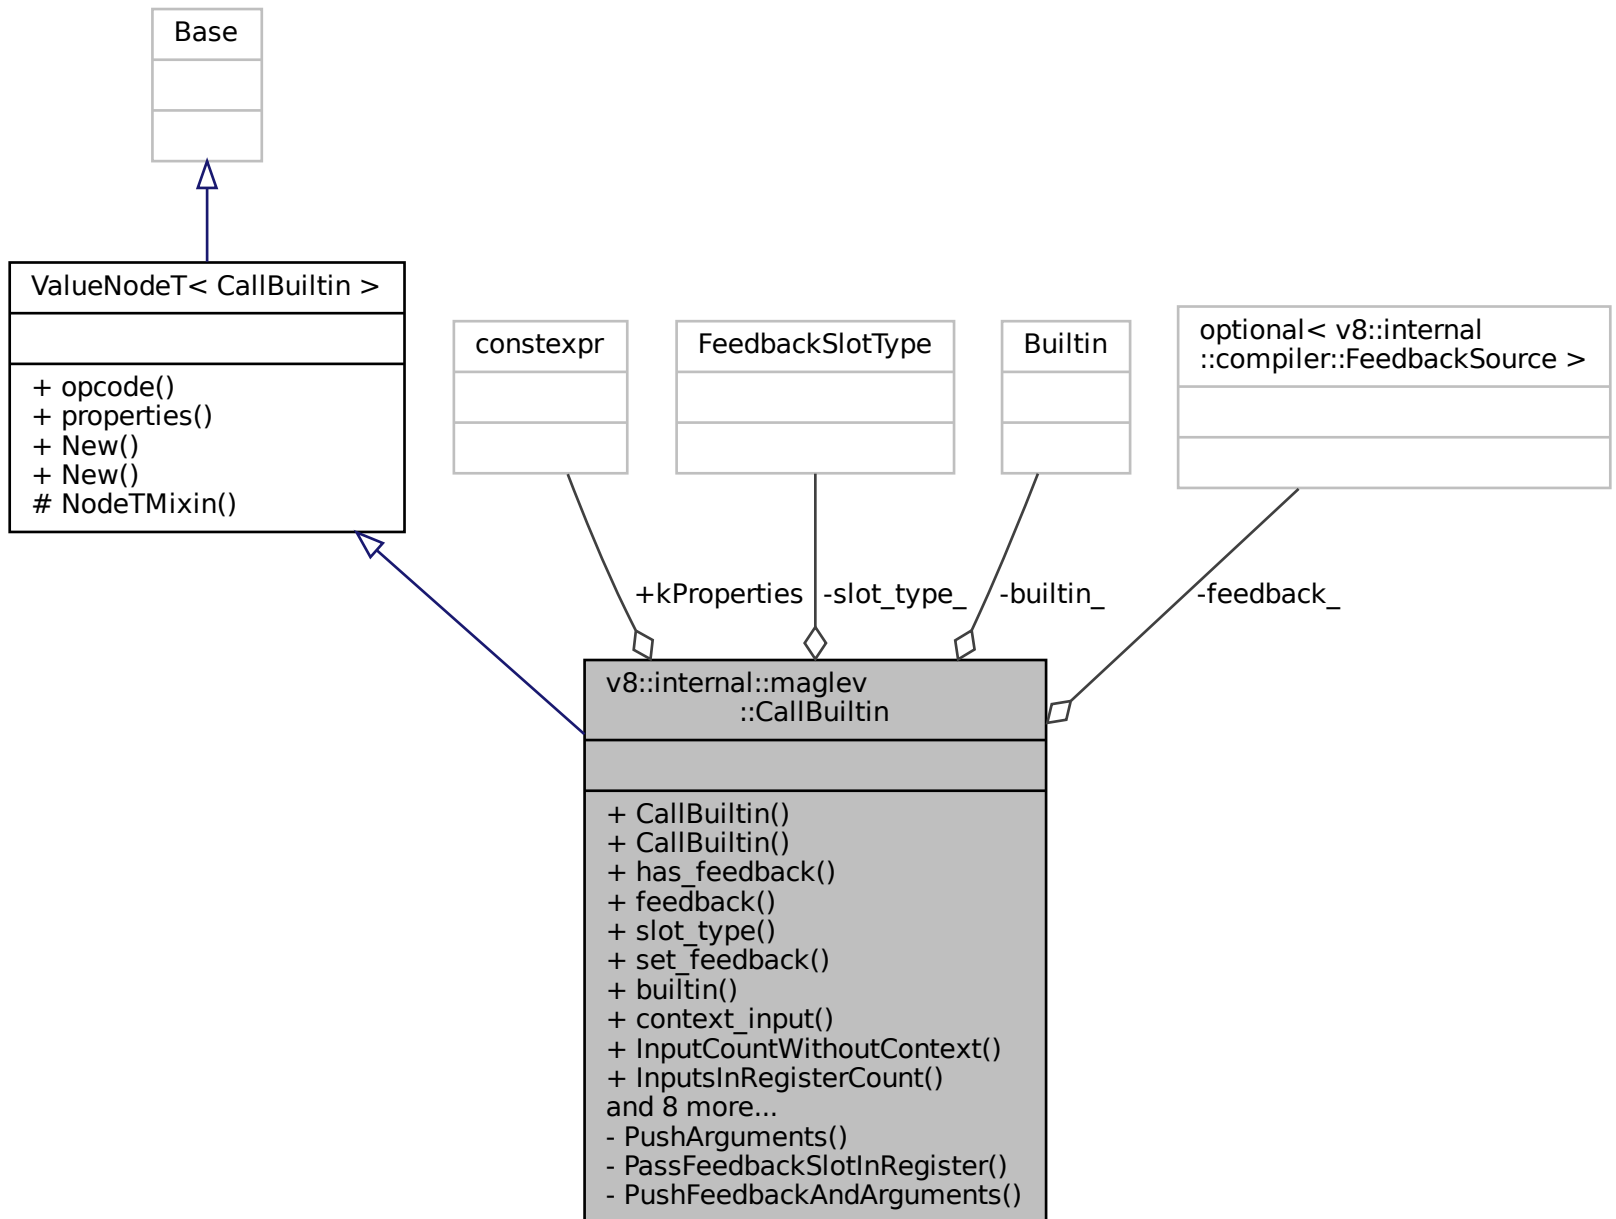 Base
ValueNodeT< CallBuiltin >
+ opcode()
+ properties()
+ New()
+ New()
# NodeTMixin()
constexpr
FeedbackSlotType
Builtin
optional< v8::internal
::compiler::FeedbackSource >
+kProperties
-slot_type_
-builtin_
-feedback_
v8::internal::maglev
::CallBuiltin
+ CallBuiltin()
+ CallBuiltin()
+ has_feedback()
+ feedback()
+ slot_type()
+ set_feedback()
+ builtin()
+ context_input()
+ InputCountWithoutContext()
+ InputsInRegisterCount()
and 8 more...
- PushArguments()
- PassFeedbackSlotInRegister()
- PushFeedbackAndArguments()